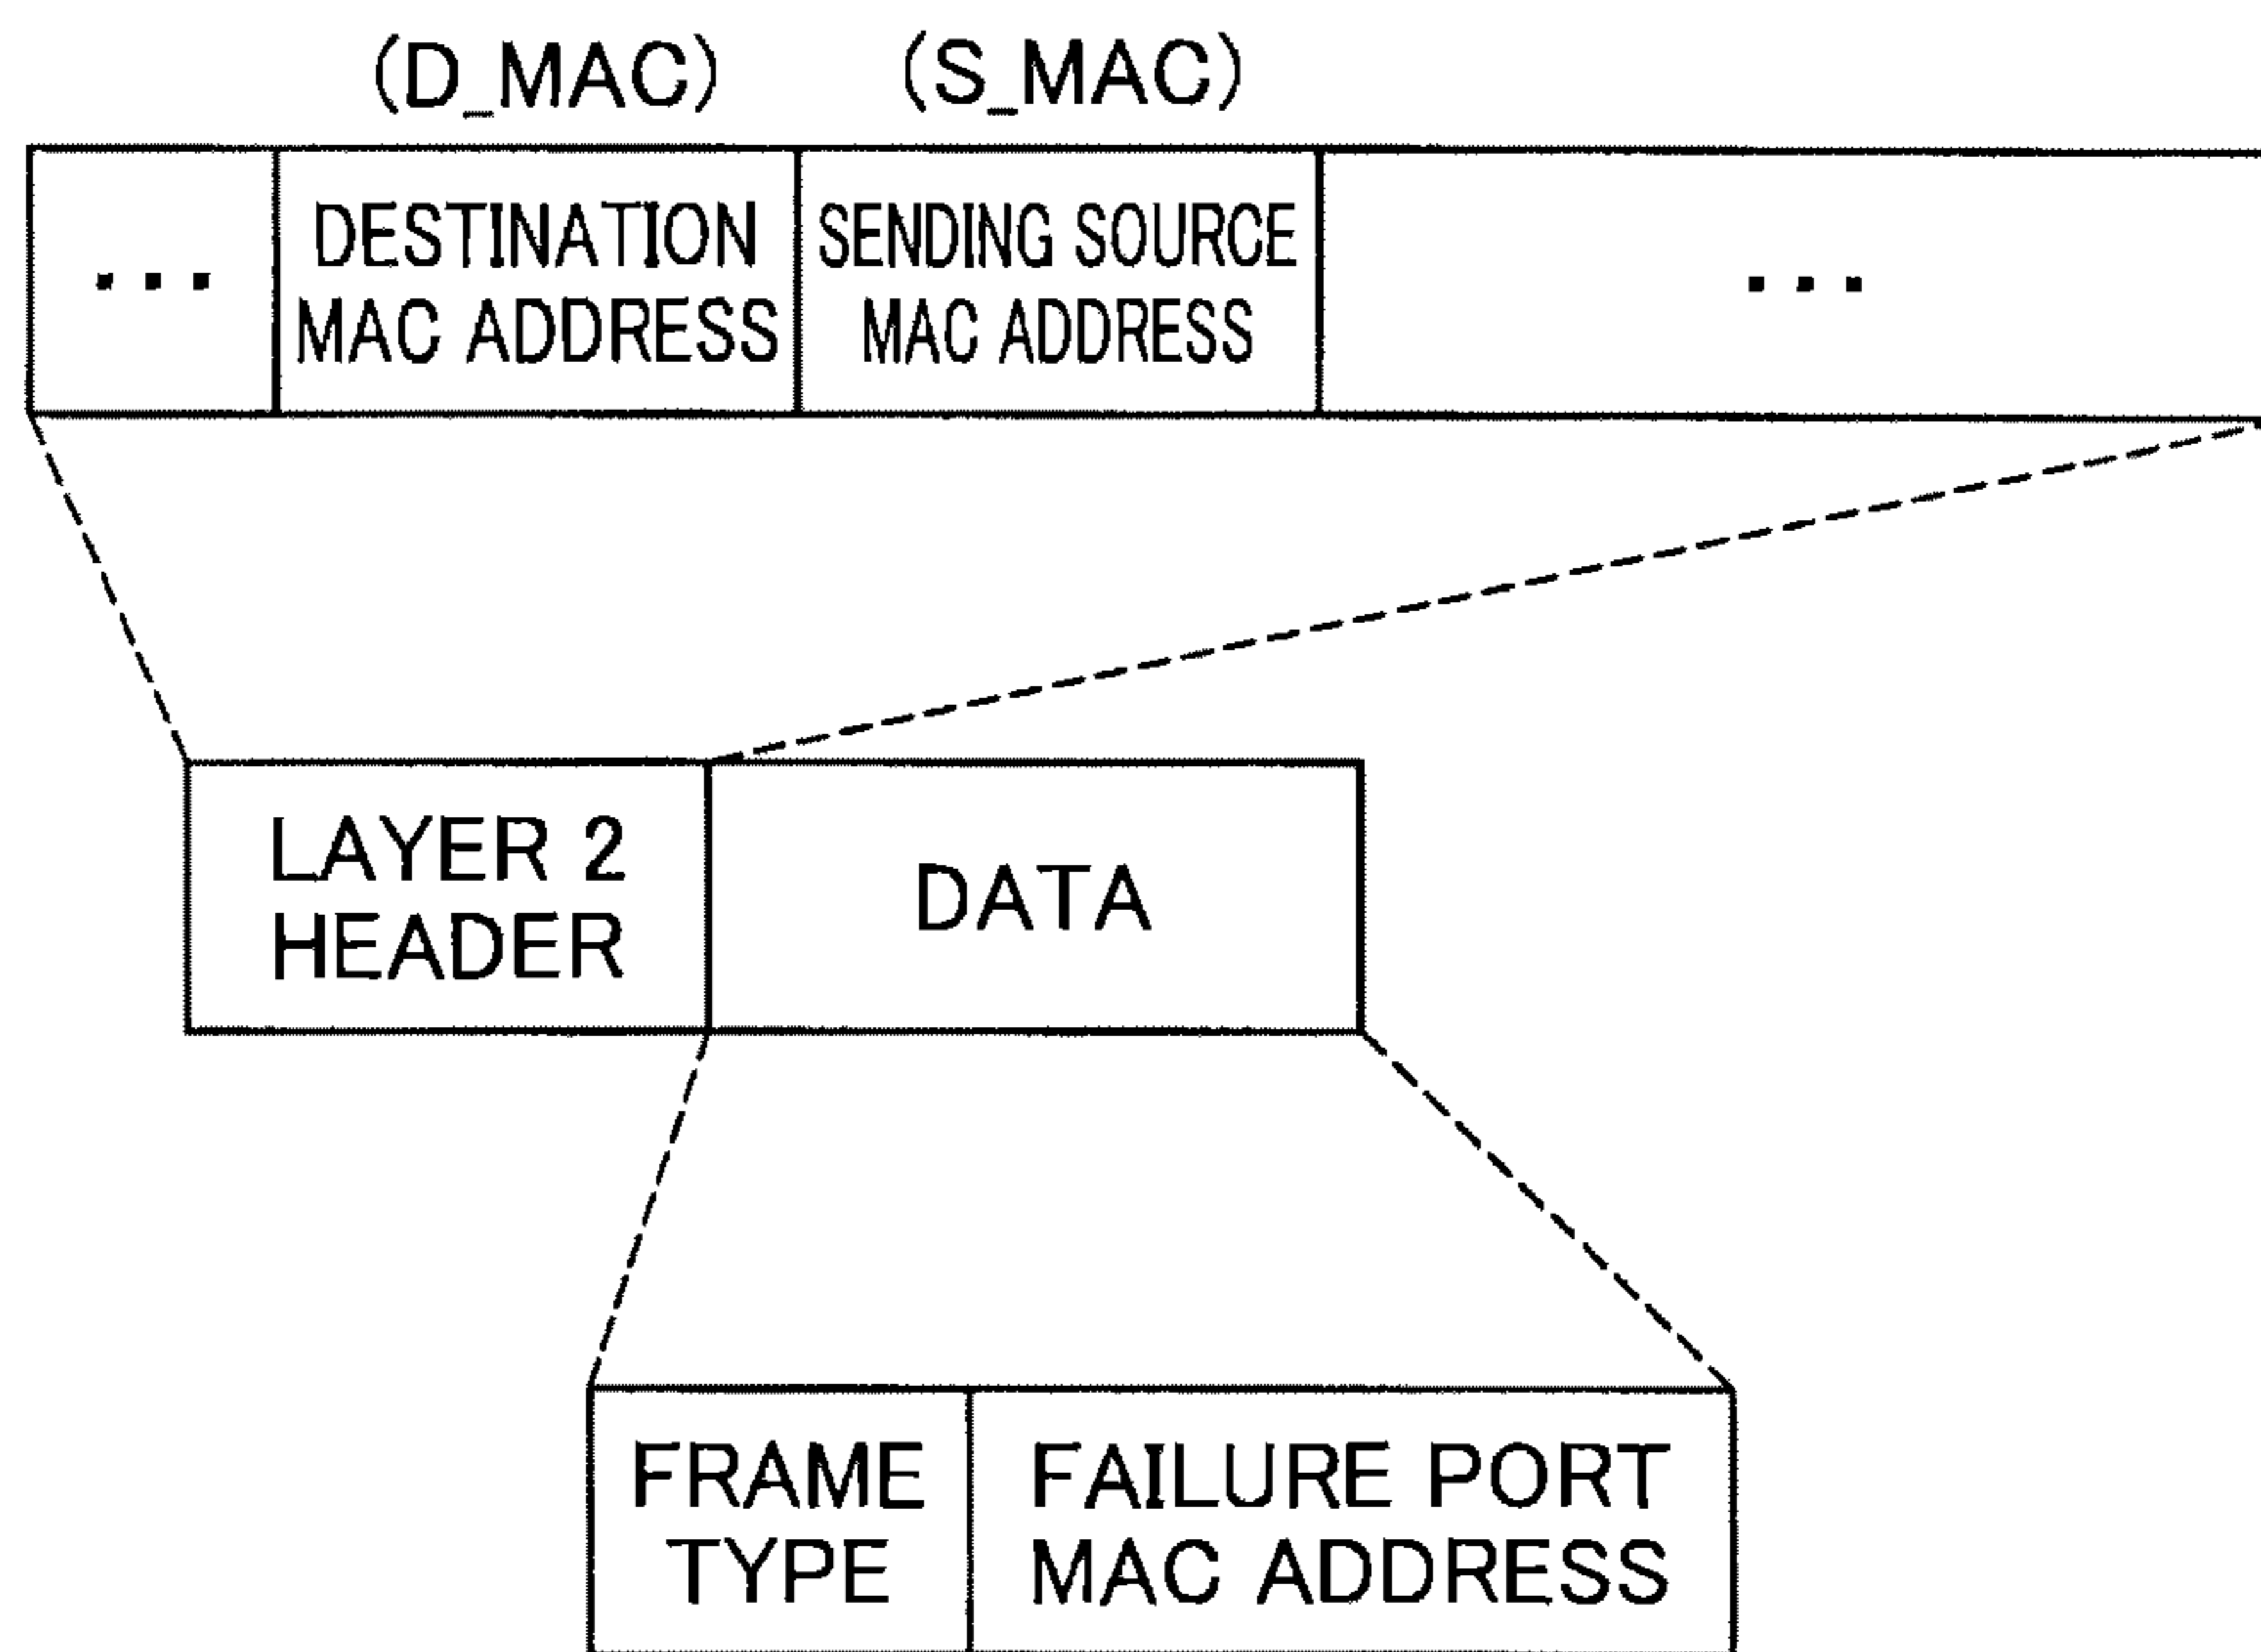 (D_MAC) (S_MAC)
... DESTINATION SENDING SOURCE ...
MAC ADDRESS MAC ADDRESS
LAYER 2
HEADER
DATA
FRAME
TYPE
FAILURE PORT
MAC ADDRESS